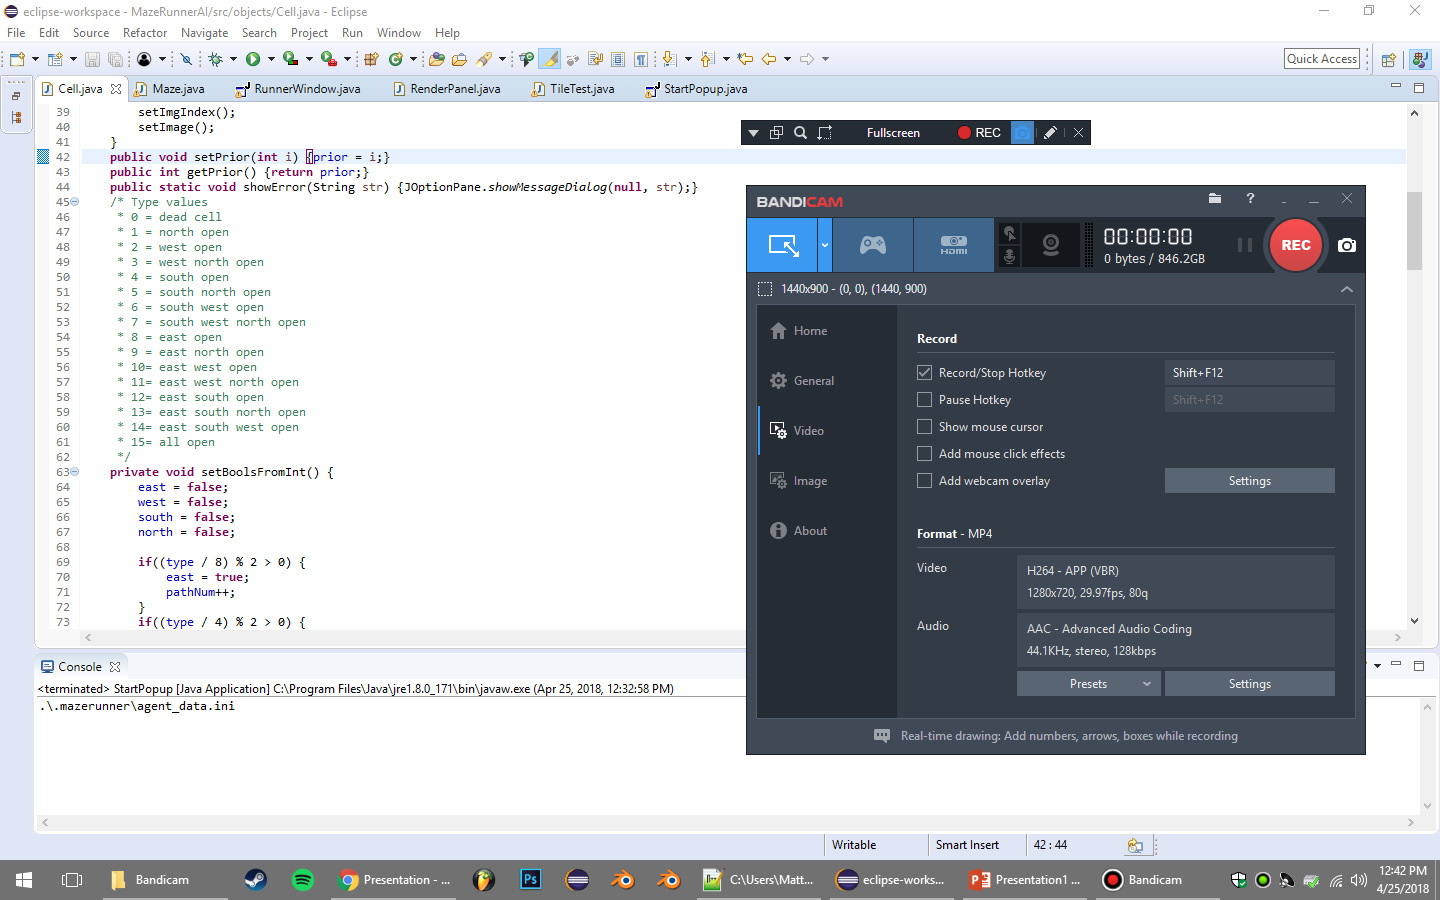 eclipse-workspace - MazeRunnerAI/src/objects/Cell.java - Eclipse
File Edit Source Refactor Navigate Search Project Run Window Help
Quick Access
Cell.java Maze.java RunnerWindow.java RenderPanel.java TileTest.java StartPopup.java
39 setImgIndex();
40 setImage();
41 }
42 public void setPrior(int i) {prior = i;}
43 public int getPrior() {return prior;}
44 public static void showError(String str) {JOptionPane.showMessageDialog(null, str);}
45 /* Type values
46 * 0 = dead cell
47 * 1 = north open
48 * 2 = west open
49 * 3 = west north open
50 * 4 = south open
51 * 5 = south north open
52 * 6 = south west open
53 * 7 = south west north open
54 * 8 = east open
55 * 9 = east north open
56 * 10= east west open
57 * 11= east west north open
58 * 12= east south open
59 * 13= east south north open
60 * 14= east south west open
61 * 15= all open
62 */
63 private void setBoolsFromInt() {
64 east = false;
65 west = false;
66 south = false;
67 north = false;
68
69 if((type / 8) % 2 > 0) {
70 east = true;
71 pathNum++;
72 }
73 if((type / 4) % 2 > 0) {
Fullscreen REC
BANDICAM
HDMI
00:00:00
0 bytes / 846.2GB
REC
1440x900 - (0, 0), (1440, 900)
Home
General
Video
Image
About
Record
Record/Stop Hotkey Shift+F12
Pause Hotkey Shift+F12
Show mouse cursor
Add mouse click effects
Add webcam overlay Settings
Format - MP4
Video
H264 - APP (VBR)
1280x720, 29.97fps, 80q
Audio
AAC - Advanced Audio Coding
44.1KHz, stereo, 128kbps
Presets Settings
Real-time drawing: Add numbers, arrows, boxes while recording
Console
<terminated> StartPopup [Java Application] C:\Program Files\Java\jre1.8.0_171\bin\javaw.exe (Apr 25, 2018, 12:32:58 PM)
.\.mazerunner\agent_data.ini
Writable Smart Insert 42 : 44
Bandicam Presentation - ... Ps C:\Users\Matt... eclipse-works... Presentation1 ... Bandicam
12:42 PM
4/25/2018